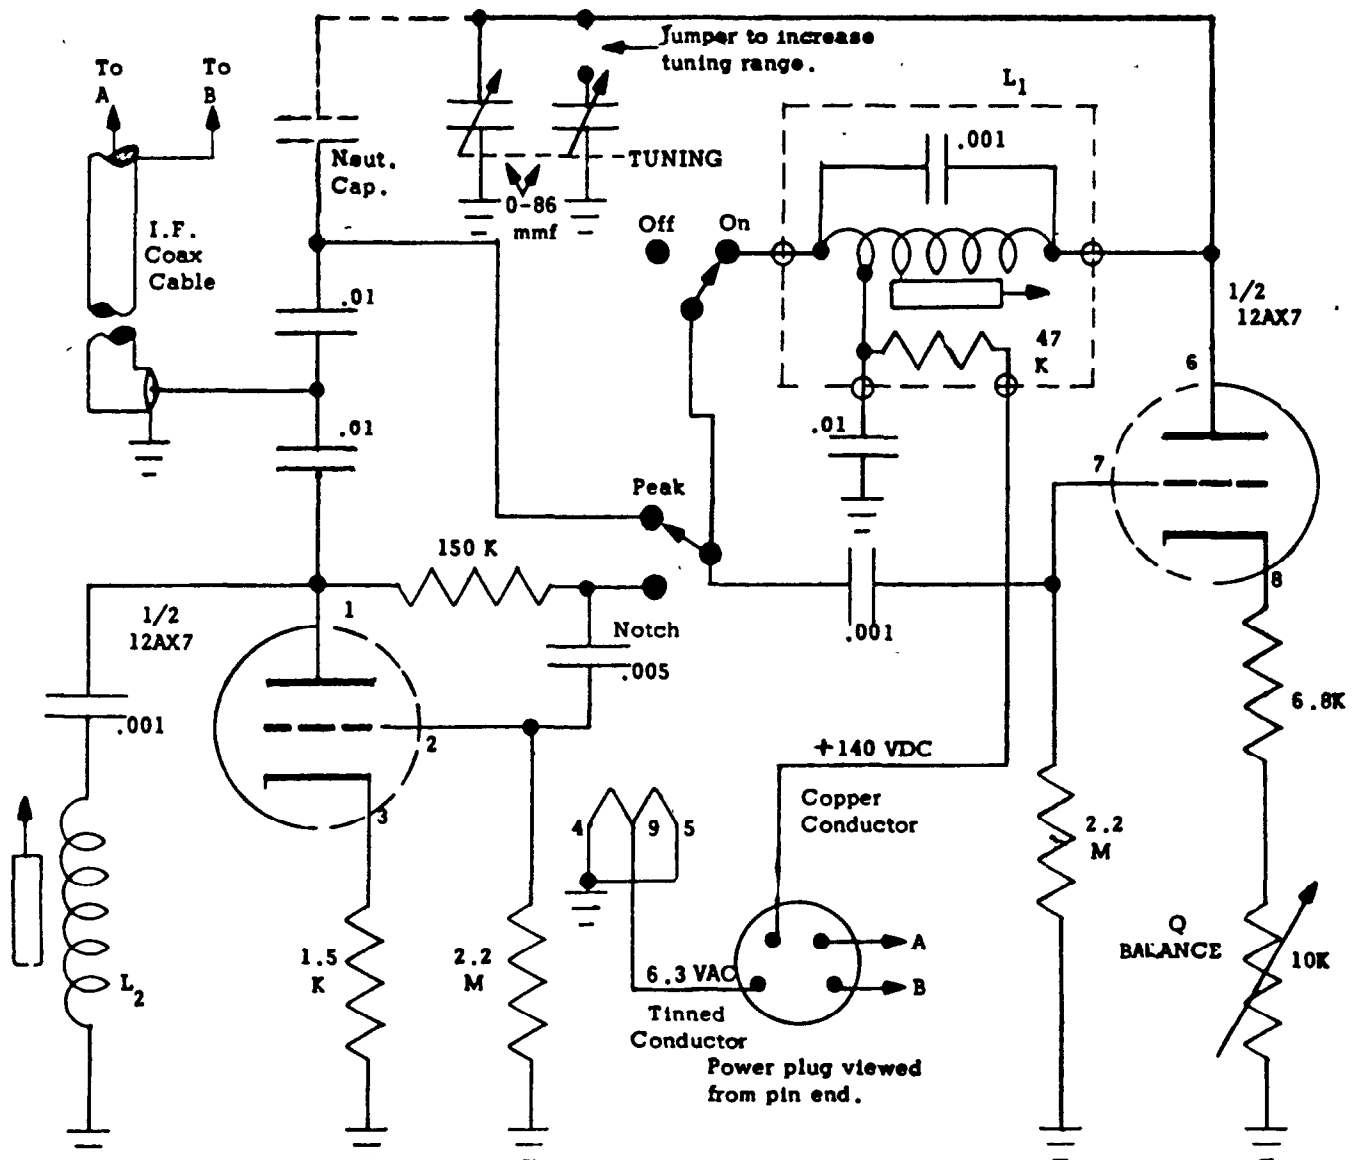 Jumper to increase
tuning range.
To
A
To
B
L1
.001
Neut.
Cap.
TUNING
0-86
mmf
Off
On
I.F.
Coax
Cable
.01
1/2
12AX7
47
K
6
.01
.01
7
Peak
150 K
8
1
1/2
12AX7
Notch
.001
.005
.001
2
6.8K
+140 VDC
3
Copper
Conductor
4
9
5
2.2
M
Q
BALANCE
10K
A
1.5
K
2.2
M
6.3 VAC
B
L2
Tinned
Conductor
Power plug viewed
from pin end.